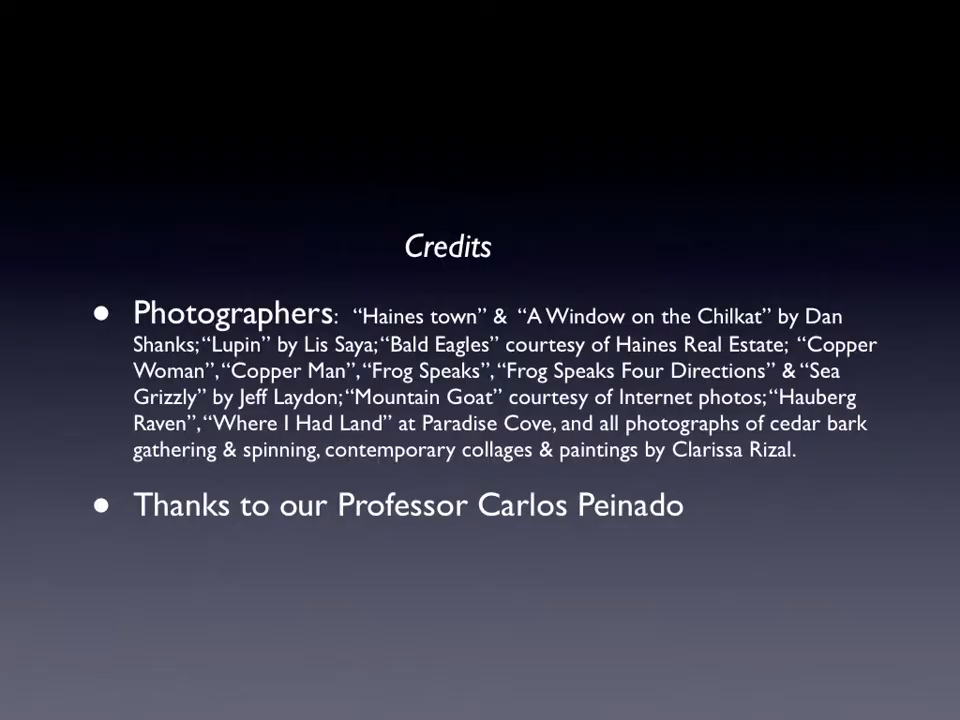 Credits
• Photographers:  “Haines town” &  “A Window on the Chilkat” by Dan
Shanks; “Lupin” by Lis Saya; “Bald Eagles” courtesy of Haines Real Estate;  “Copper
Woman”, “Copper Man”, “Frog Speaks”, “Frog Speaks Four Directions” & “Sea
Grizzly” by Jeff Laydon; “Mountain Goat” courtesy of Internet photos; “Hauberg
Raven”, “Where I Had Land” at Paradise Cove, and all photographs of cedar bark
gathering & spinning, contemporary collages & paintings by Clarissa Rizal.
• Thanks to our Professor Carlos Peinado